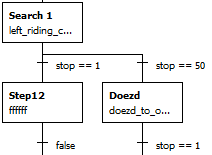 Search 1
left_riding_c...
stop == 1
stop == 50
Step12
ffffff
Doezd
doezd_to_o...
false
stop == 1